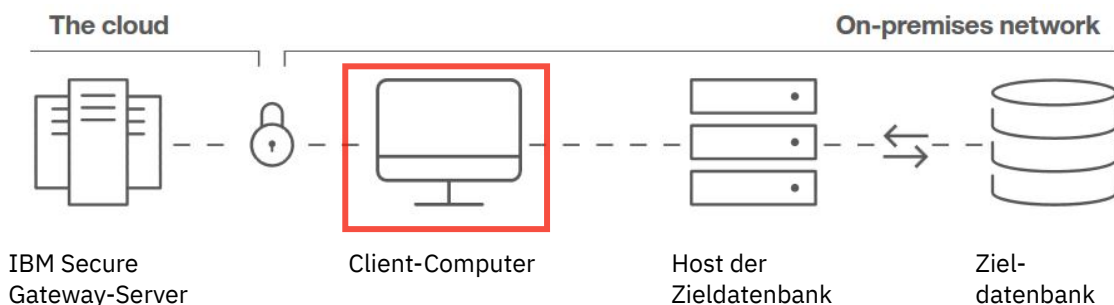 The cloud
On-premises network
IBM Secure
Gateway-Server
Client-Computer
Host der
Zieldatenbank
Ziel-
datenbank